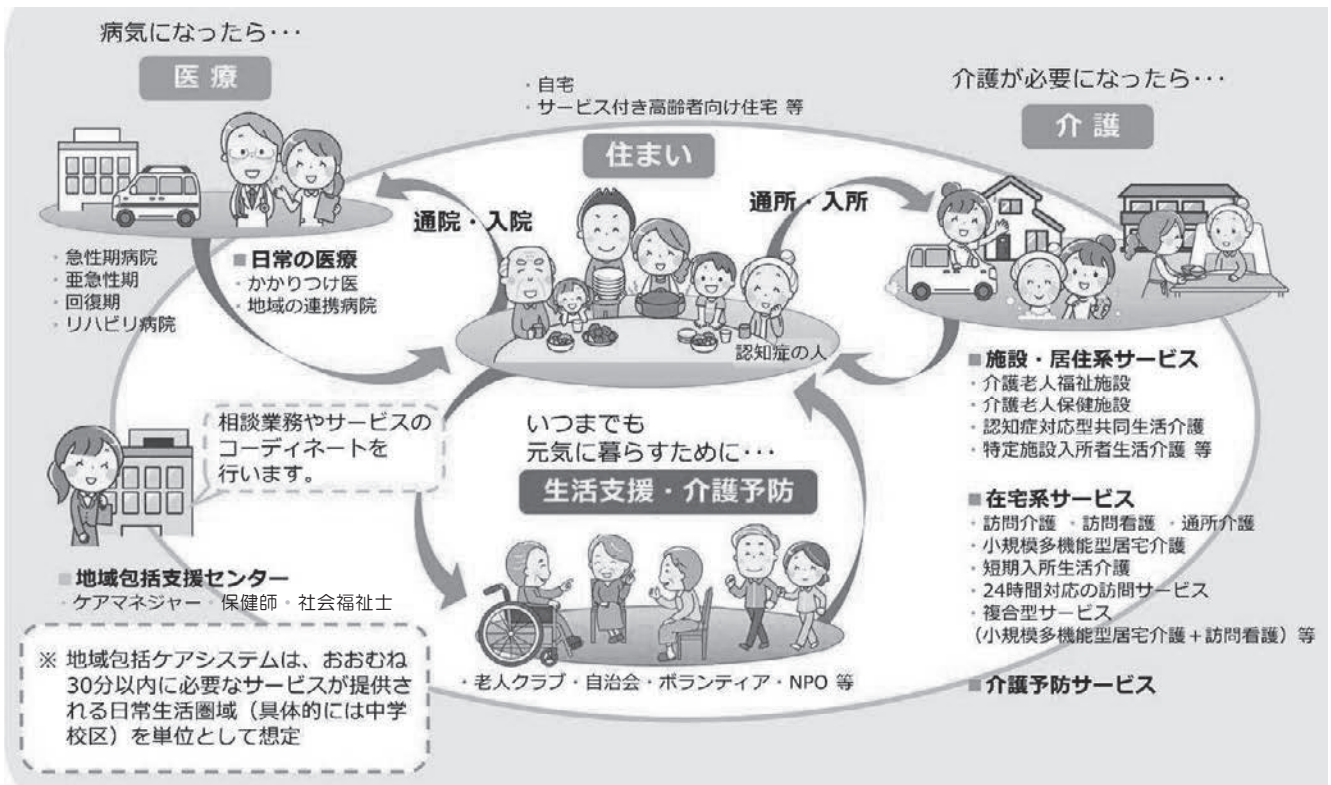 病気になったら・・・
医療
・急性期病院
・亜急性期
・回復期
・リハビリ病院
■日常の医療
・かかりつけ医
・地域の連携病院
通院・入院
・自宅
・サービス付き高齢者向け住宅 等
住まい
認知症の人
通所・入所
介護が必要になったら・・・
介護
■施設・居住系サービス
・介護老人福祉施設
・介護老人保健施設
・認知症対応型共同生活介護
・特定施設入所者生活介護 等
■在宅系サービス
・訪問介護 ・訪問看護 ・通所介護
・小規模多機能型居宅介護
・短期入所生活介護
・24時間対応の訪問サービス
・複合型サービス
（小規模多機能型居宅介護＋訪問看護）等
■介護予防サービス
相談業務やサービスの
コーディネートを
行います。
■地域包括支援センター
・ケアマネジャー・保健師・社会福祉士
いつまでも
元気に暮らすために・・・
生活支援・介護予防
・老人クラブ・自治会・ボランティア・NPO 等
※ 地域包括ケアシステムは、おおむね
30分以内に必要なサービスが提供さ
れる日常生活圏域（具体的には中学
校区）を単位として想定